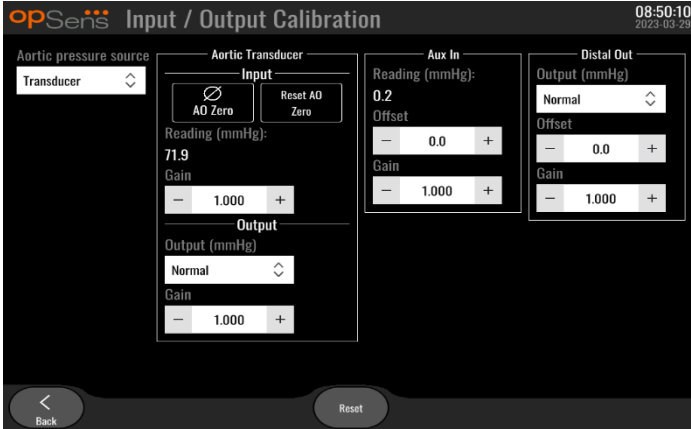 opSens Input / Output Calibration
08:50:10
2023-03-29
Aortic pressure source
Transducer
Aortic Transducer
Input
AO Zero
Reset AO
Zero
Reading (mmHg):
71.9
Gain
− 1.000 +
Output
Output (mmHg)
Normal
Gain
− 1.000 +
Aux In
Reading (mmHg):
0.2
Offset
− 0.0 +
Gain
− 1.000 +
Distal Out
Output (mmHg)
Normal
Offset
− 0.0 +
Gain
− 1.000 +
Back
Reset